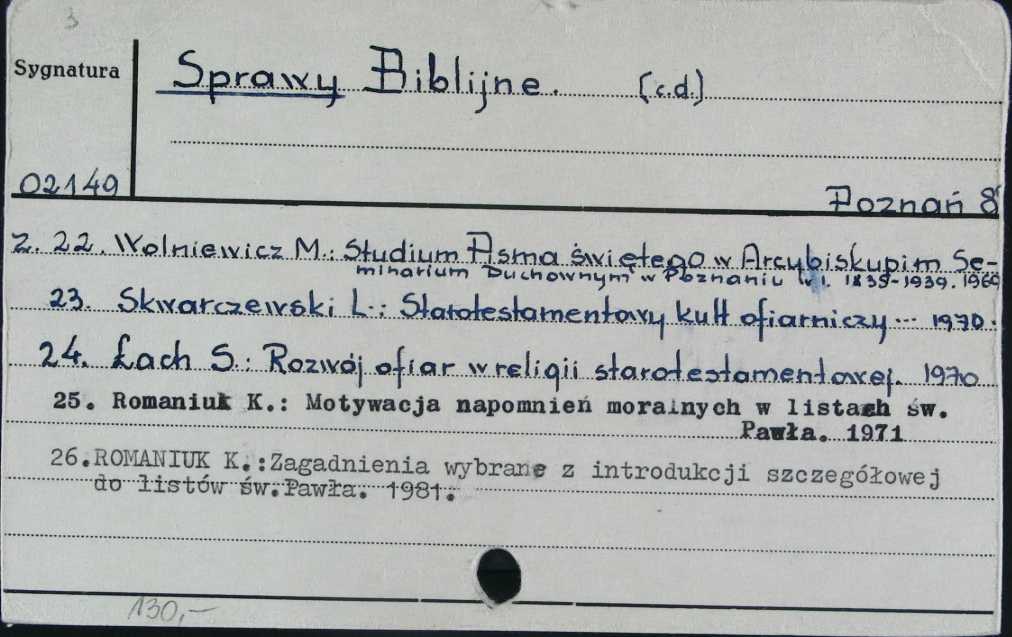 3
Sygnatura
Sprawy Biblijne. (c.d.)
02149
Poznań 8°
Z. 22. Wolniewicz M.: Studium Pisma świętego w Arcybiskupim Se-
minarium Duchownym w Poznaniu 1835-1939. 1969
23. Skwarczewski L.: Starotestamentowy kult ofiarniczy... 1970.
24. Łach S.: Rozwój ofiar w religii starotestamentowej. 1970
25. Romaniuk K.: Motywacja napomnień moralnych w listach św.
Pawła. 1971
26.ROMANIUK K.:Zagadnienia wybrane z introdukcji szczegółowej
do listów św.Pawła. 1981.
130,-